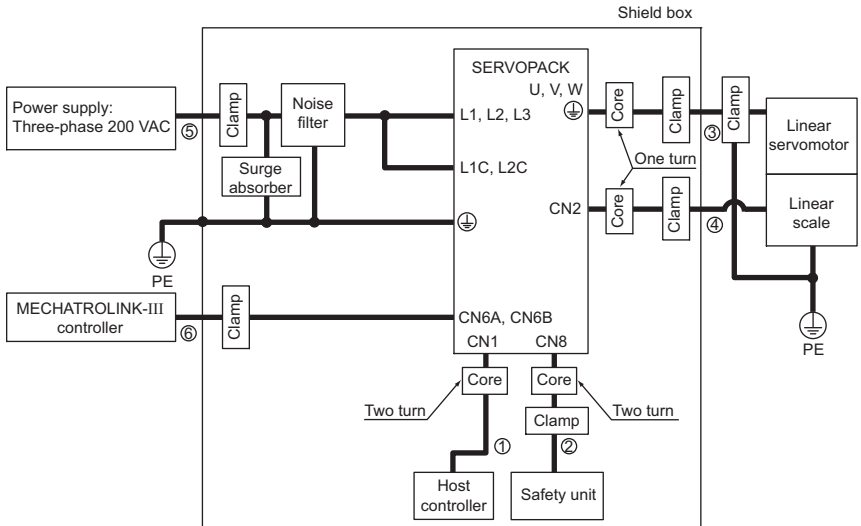 Shield box
SERVOPACK
U, V, W
Power supply:
Three-phase 200 VAC
⑤
Clamp
Noise
filter
L1, L2, L3
Core
Clamp
③
Clamp
Linear
servomotor
Surge
absorber
L1C, L2C
One turn
CN2
Core
Clamp
④
Linear
scale
PE
MECHATROLINK-III
controller
⑥
Clamp
CN6A, CN6B
PE
CN1
CN8
Two turn
Core
Core
Two turn
Clamp
①
②
Host
controller
Safety unit